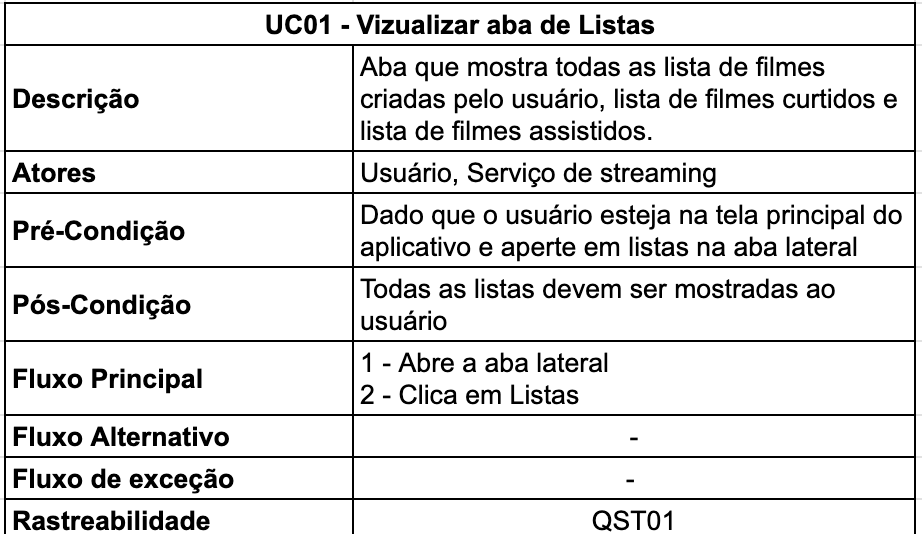 UC01 - Vizualizar aba de Listas
Descrição
Aba que mostra todas as lista de filmes
criadas pelo usuário, lista de filmes curtidos e
lista de filmes assistidos.
Atores
Usuário, Serviço de streaming
Pré-Condição
Dado que o usuário esteja na tela principal do
aplicativo e aperte em listas na aba lateral
Pós-Condição
Todas as listas devem ser mostradas ao
usuário
Fluxo Principal
1 - Abre a aba lateral
2 - Clica em Listas
Fluxo Alternativo
-
Fluxo de exceção
-
Rastreabilidade
QST01